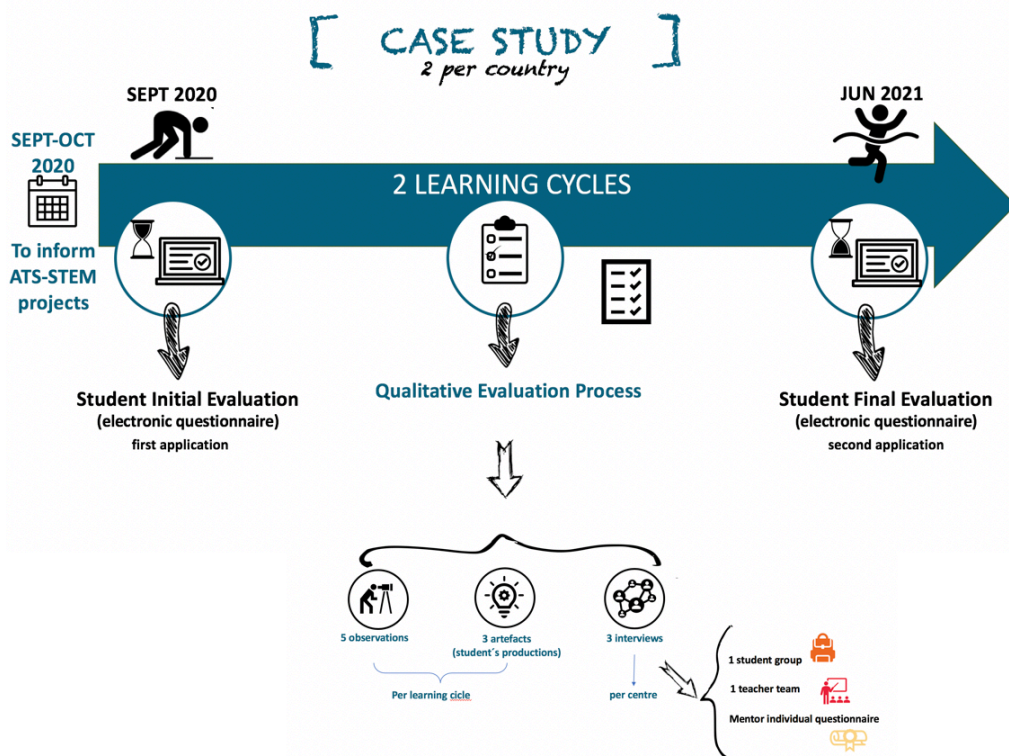 CASE STUDY
2 per country
SEPT 2020
JUN 2021
SEPT-OCT
2020
2 LEARNING CYCLES
To inform
ATS-STEM
projects
Student Initial Evaluation
(electronic questionnaire)
first application
Qualitative Evaluation Process
Student Final Evaluation
(electronic questionnaire)
second application
5 observations
3 artefacts
(student´s productions)
3 interviews
Per learning cicle
per centre
1 student group
1 teacher team
Mentor individual questionnaire